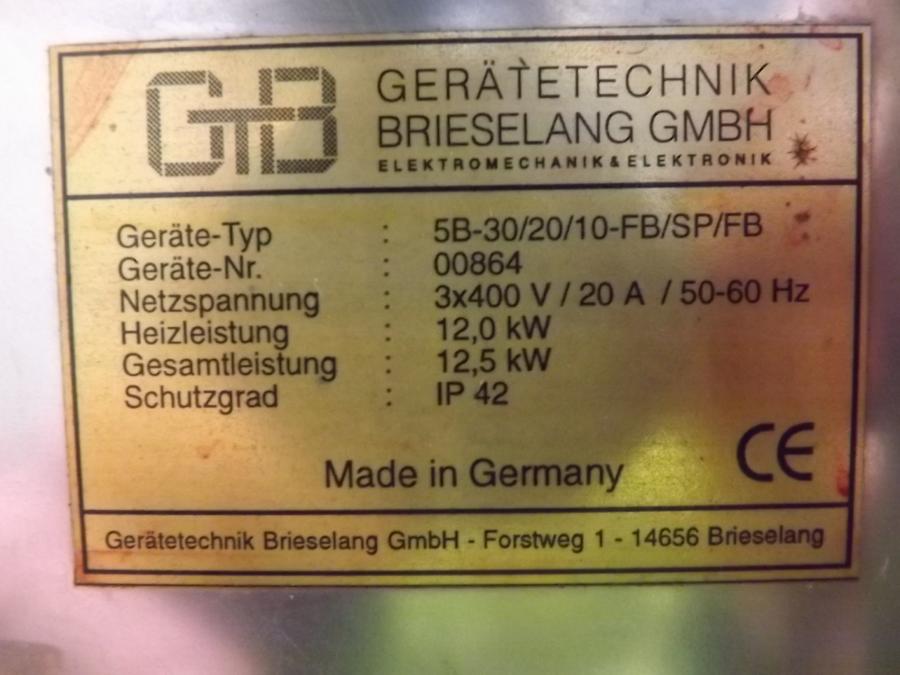 GTB
GERÄTETECHNIK
BRIESELANG GMBH
ELEKTROMECHANIK & ELEKTRONIK
Geräte-Typ : 5B-30/20/10-FB/SP/FB
Geräte-Nr. : 00864
Netzspannung : 3x400 V / 20 A / 50-60 Hz
Heizleistung : 12,0 kW
Gesamtleistung : 12,5 kW
Schutzgrad : IP 42
Made in Germany CE
Gerätetechnik Brieselang GmbH - Forstweg 1 - 14656 Brieselang